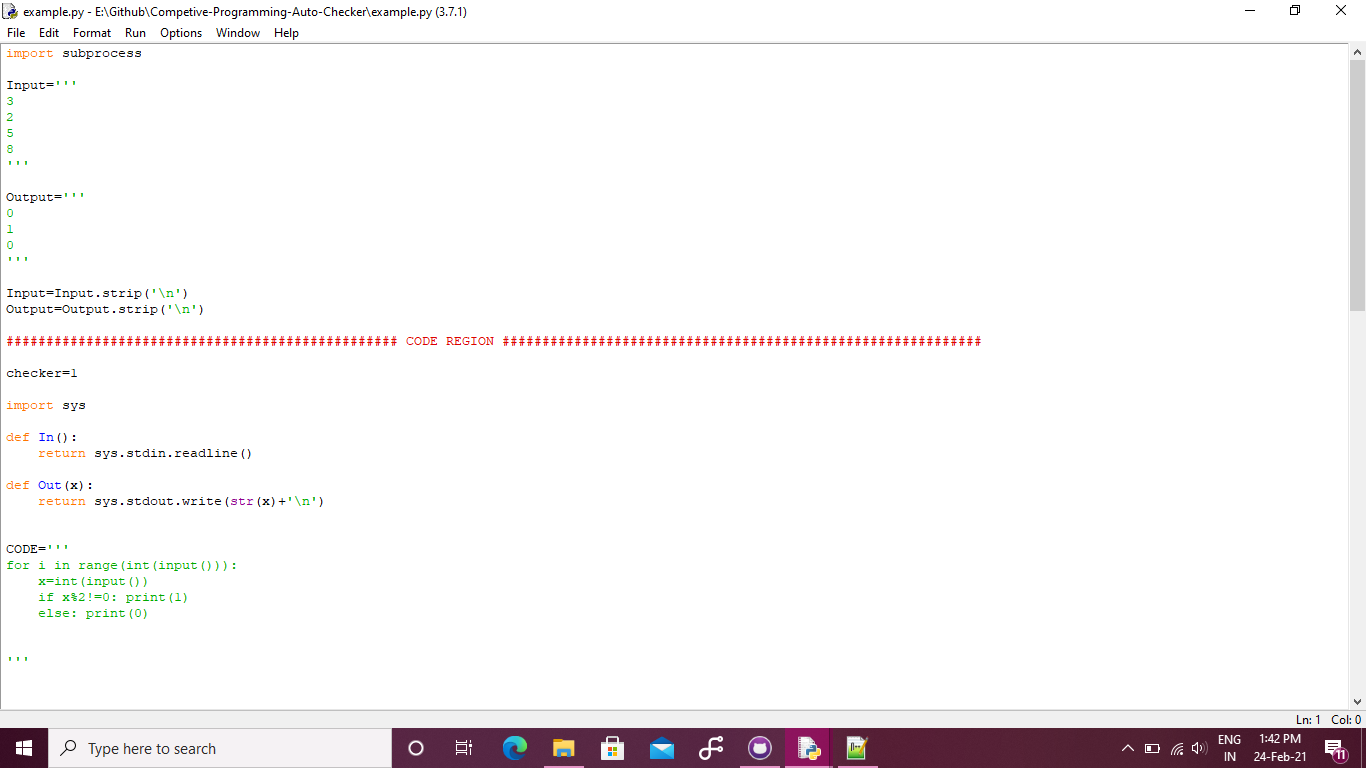 example.py - E:\Github\Competive-Programming-Auto-Checker\example.py (3.7.1)
File Edit Format Run Options Window Help
import subprocess
Input='''
3
2
5
8
'''
Output='''
0
1
0
'''
Input=Input.strip('\n')
Output=Output.strip('\n')
################################################# CODE REGION ############################################################
checker=1
import sys
def In():
    return sys.stdin.readline()
def Out(x):
    return sys.stdout.write(str(x)+'\n')
CODE='''
for i in range(int(input())):
    x=int(input())
    if x%2!=0: print(1)
    else: print(0)
'''
Ln: 1 Col: 0
Type here to search
ENG
IN
1:42 PM
24-Feb-21
11